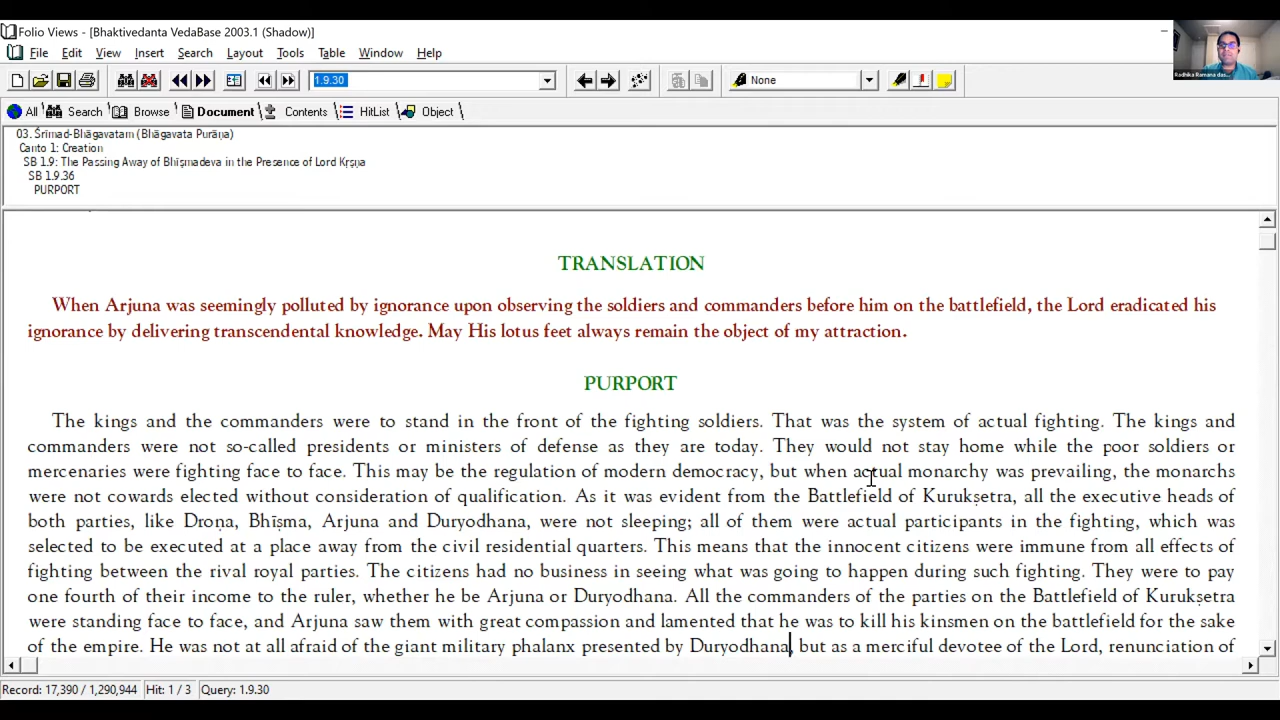 Folio Views - [Bhaktivedanta VedaBase 2003.1 (Shadow)]
File Edit View Insert Search Layout Tools Table Window Help
1.9.30 None
All Search Browse Document Contents HitList Object
03. Śrīmad-Bhāgavatam (Bhāgavata Purāṇa)
Canto 1: Creation
SB 1.9: The Passing Away of Bhīṣmadeva in the Presence of Lord Kṛṣṇa
SB 1.9.36
PURPORT
TRANSLATION
When Arjuna was seemingly polluted by ignorance upon observing the soldiers and commanders before him on the battlefield, the Lord eradicated his
ignorance by delivering transcendental knowledge. May His lotus feet always remain the object of my attraction.
PURPORT
The kings and the commanders were to stand in the front of the fighting soldiers. That was the system of actual fighting. The kings and
commanders were not so-called presidents or ministers of defense as they are today. They would not stay home while the poor soldiers or
mercenaries were fighting face to face. This may be the regulation of modern democracy, but when actual monarchy was prevailing, the monarchs
were not cowards elected without consideration of qualification. As it was evident from the Battlefield of Kurukṣetra, all the executive heads of
both parties, like Droṇa, Bhīṣma, Arjuna and Duryodhana, were not sleeping; all of them were actual participants in the fighting, which was
selected to be executed at a place away from the civil residential quarters. This means that the innocent citizens were immune from all effects of
fighting between the rival royal parties. The citizens had no business in seeing what was going to happen during such fighting. They were to pay
one fourth of their income to the ruler, whether he be Arjuna or Duryodhana. All the commanders of the parties on the Battlefield of Kurukṣetra
were standing face to face, and Arjuna saw them with great compassion and lamented that he was to kill his kinsmen on the battlefield for the sake
of the empire. He was not at all afraid of the giant military phalanx presented by Duryodhana, but as a merciful devotee of the Lord, renunciation of
Record: 17,390 / 1,290,944 Hit: 1 / 3 Query: 1.9.30
Radhika Ramana das...